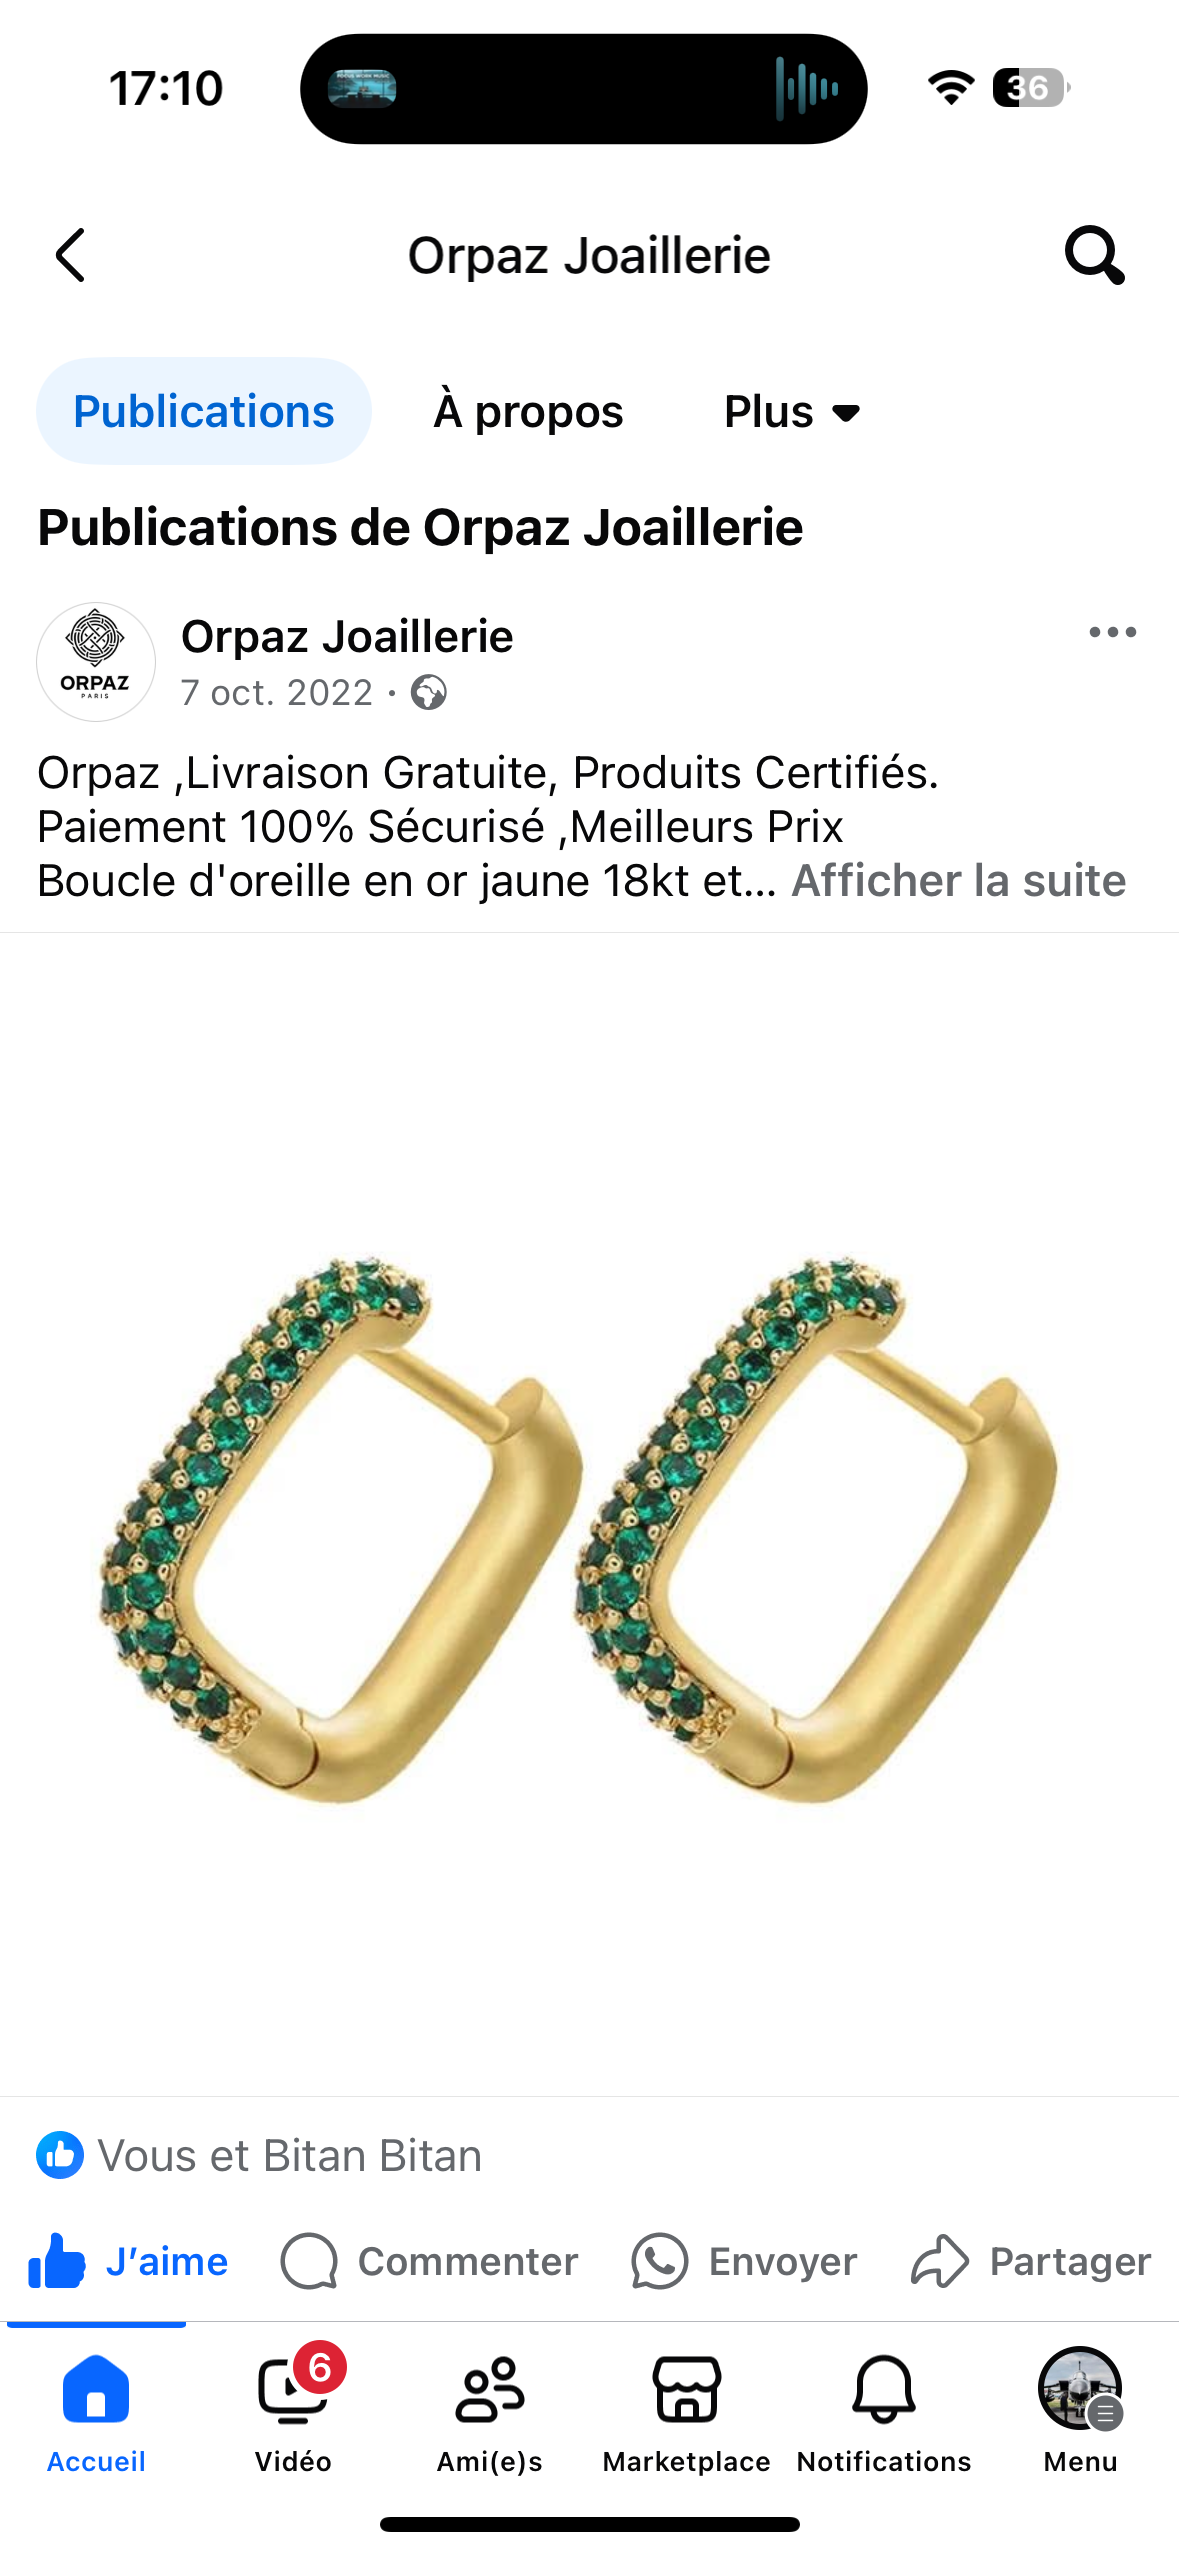 17:10
36
Orpaz Joaillerie
Publications
À propos
Plus
Publications de Orpaz Joaillerie
ORPAZ
PARIS
Orpaz Joaillerie
7 oct. 2022 ·
Orpaz ,Livraison Gratuite, Produits Certifiés.
Paiement 100% Sécurisé ,Meilleurs Prix
Boucle d'oreille en or jaune 18kt et... Afficher la suite
Vous et Bitan Bitan
J’aime
Commenter
Envoyer
Partager
6
Accueil
Vidéo
Ami(e)s
Marketplace
Notifications
Menu